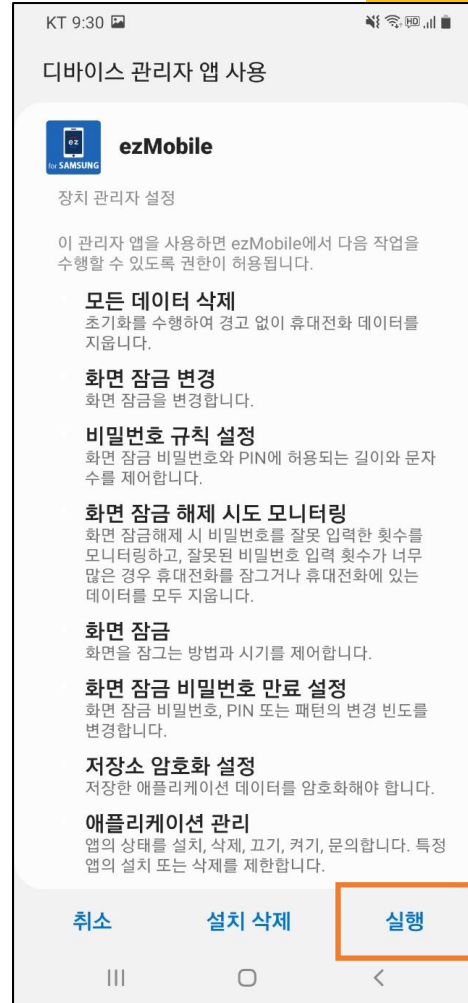 KT 9:30
HD
디바이스 관리자 앱 사용
ez
for SAMSUNG
ezMobile
장치 관리자 설정
이 관리자 앱을 사용하면 ezMobile에서 다음 작업을
수행할 수 있도록 권한이 허용됩니다.
모든 데이터 삭제
초기화를 수행하여 경고 없이 휴대전화 데이터를
지웁니다.
화면 잠금 변경
화면 잠금을 변경합니다.
비밀번호 규칙 설정
화면 잠금 비밀번호와 PIN에 허용되는 길이와 문자
수를 제어합니다.
화면 잠금 해제 시도 모니터링
화면 잠금해제 시 비밀번호를 잘못 입력한 횟수를
모니터링하고, 잘못된 비밀번호 입력 횟수가 너무
많은 경우 휴대전화를 잠그거나 휴대전화에 있는
데이터를 모두 지웁니다.
화면 잠금
화면을 잠그는 방법과 시기를 제어합니다.
화면 잠금 비밀번호 만료 설정
화면 잠금 비밀번호, PIN 또는 패턴의 변경 빈도를
변경합니다.
저장소 암호화 설정
저장한 애플리케이션 데이터를 암호화해야 합니다.
애플리케이션 관리
앱의 상태를 설치, 삭제, 끄기, 켜기, 문의합니다. 특정
앱의 설치 또는 삭제를 제한합니다.
취소 설치 삭제 실행